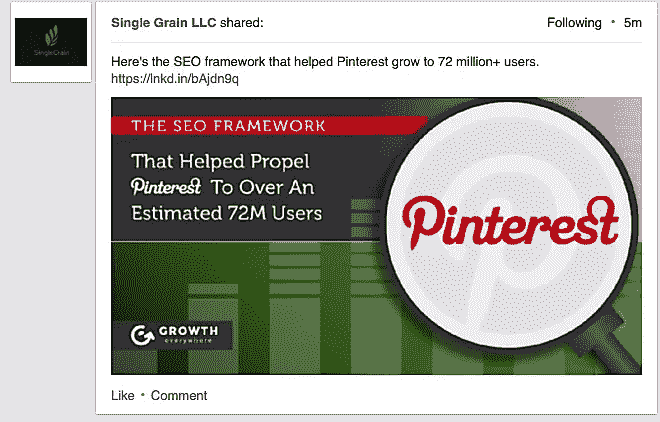 SingleGrain
Single Grain LLC shared:
Following • 5m
Here's the SEO framework that helped Pinterest grow to 72 million+ users.
https://lnkd.in/bAjdn9q
THE SEO FRAMEWORK
That Helped Propel
Pinterest To Over An
Estimated 72M Users
Pinterest
GROWTH
everywhere
Like • Comment